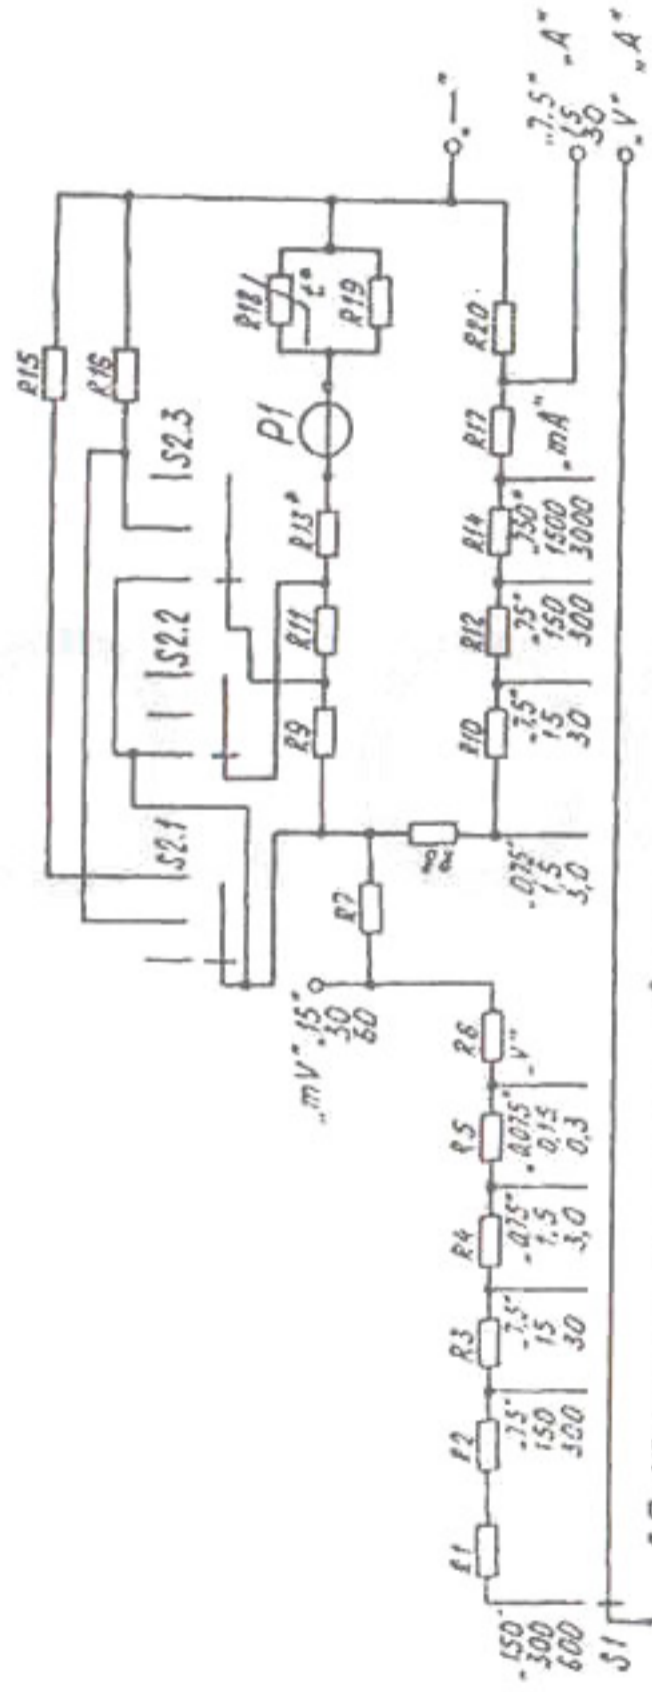 R15
R16
S2.3
S2.2
S2.1
R18
t°
R19
P1
R13*
R11
R9
R7
R8
"mV" "15"
30
60
"—"
R20
R17
R14
R12
R10
"7.5" "A"
15
30
"V" "A"
"mA"
"750"
1500
3000
"75"
150
300
"7,5"
15
30
"0,75"
1,5
3,0
R6
R5
R4
R3
R2
R1
"V"
"0,075"
0,15
0,3
"0,75"
1,5
3,0
"7,5"
15
30
"75"
150
300
"150"
300
600
S1